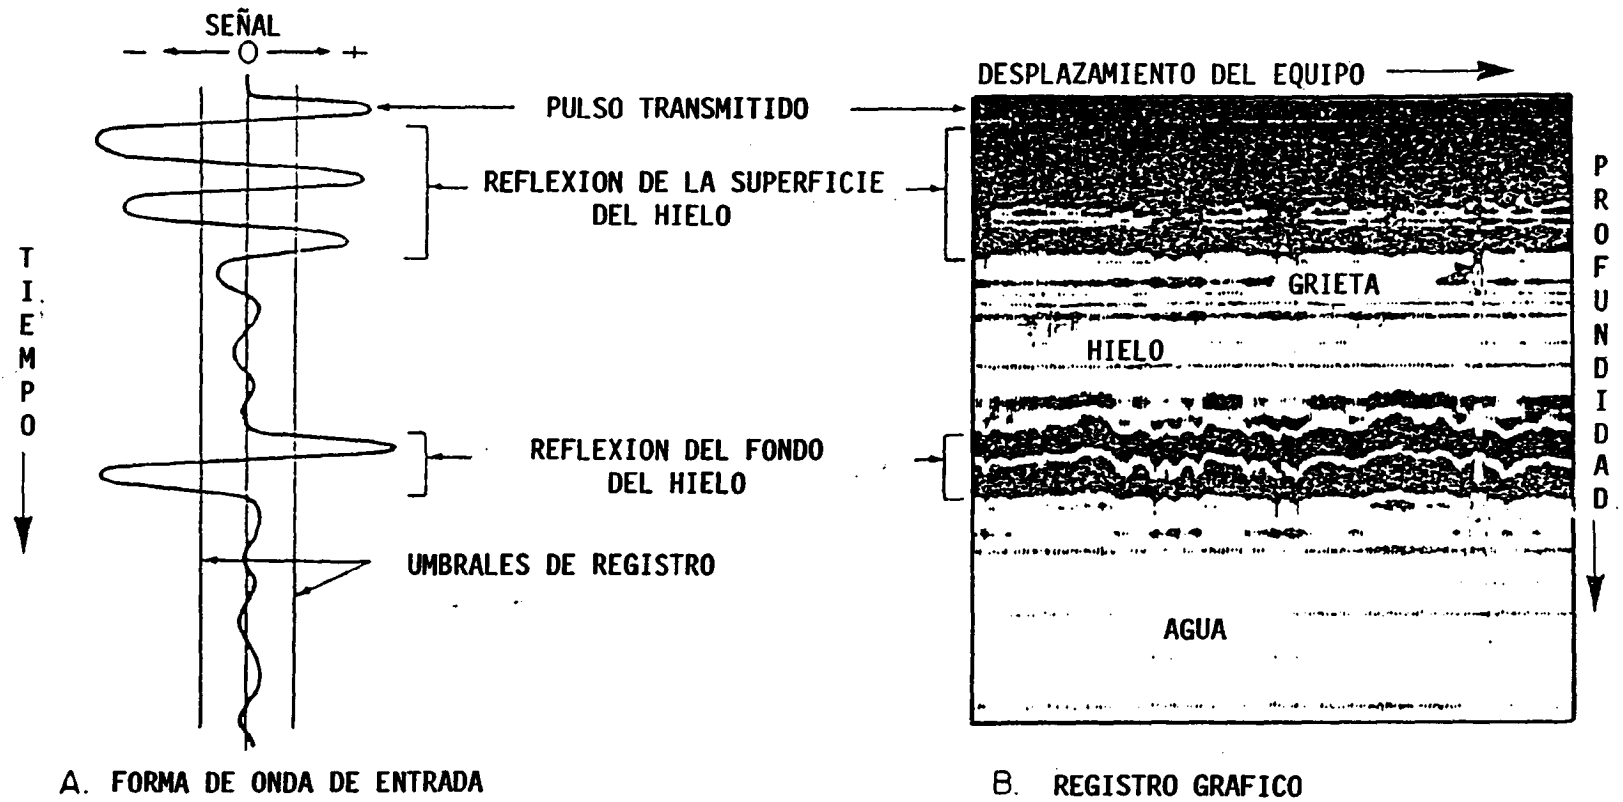 SEÑAL
− O +
DESPLAZAMIENTO DEL EQUIPO
PULSO TRANSMITIDO
REFLEXION DE LA SUPERFICIE
DEL HIELO
TIEMPO
PROFUNDIDAD
GRIETA
HIELO
REFLEXION DEL FONDO
DEL HIELO
UMBRALES DE REGISTRO
AGUA
A. FORMA DE ONDA DE ENTRADA
B. REGISTRO GRAFICO